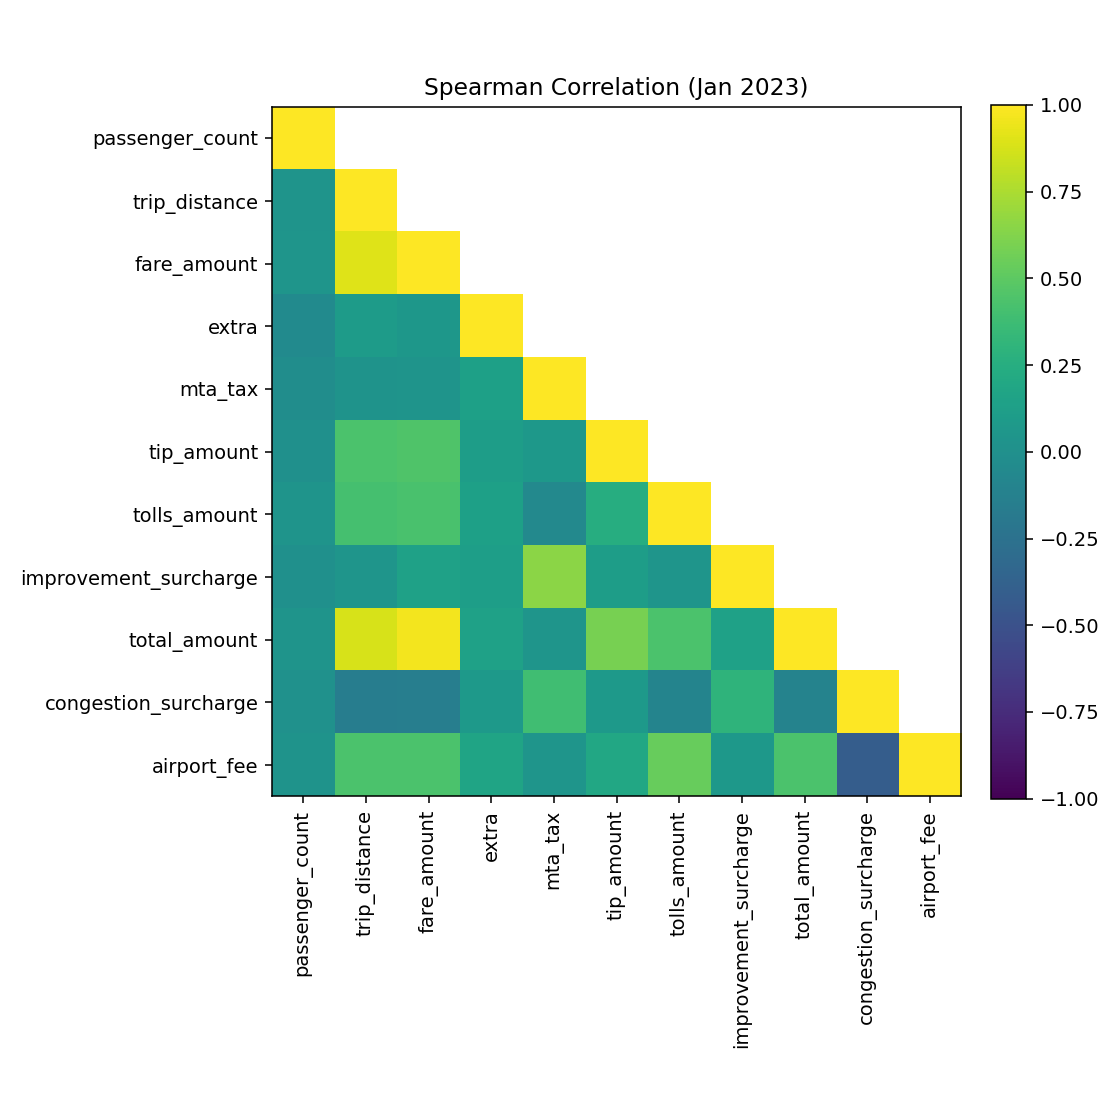 Spearman Correlation (Jan 2023)
passenger_count
trip_distance
fare_amount
extra
mta_tax
tip_amount
tolls_amount
improvement_surcharge
total_amount
congestion_surcharge
airport_fee
passenger_count
trip_distance
fare_amount
extra
mta_tax
tip_amount
tolls_amount
improvement_surcharge
total_amount
congestion_surcharge
airport_fee
1.00
0.75
0.50
0.25
0.00
−0.25
−0.50
−0.75
−1.00